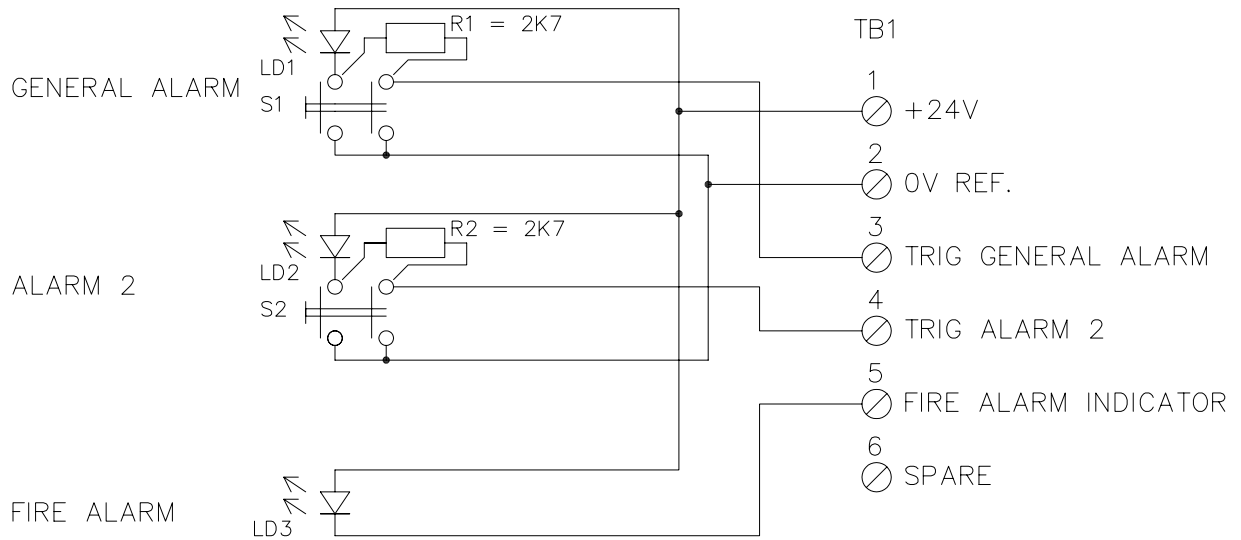 R1 = 2K7
LD1
GENERAL ALARM
S1
R2 = 2K7
LD2
ALARM 2
S2
FIRE ALARM
LD3
TB1
1
+24V
2
0V REF.
3
TRIG GENERAL ALARM
4
TRIG ALARM 2
5
FIRE ALARM INDICATOR
6
SPARE